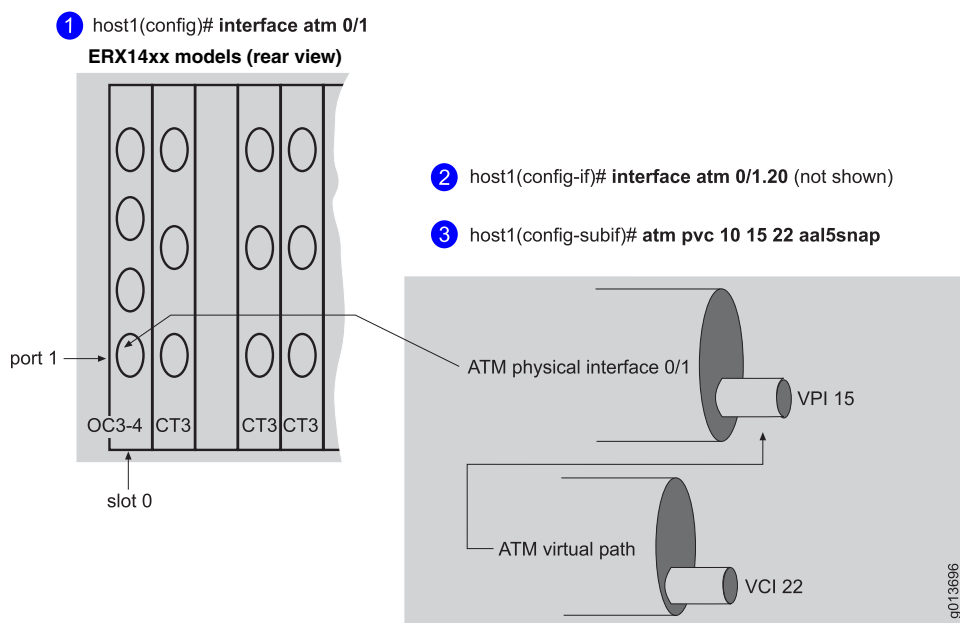 1 host1(config)# interface atm 0/1
ERX14xx models (rear view)
2 host1(config-if)# interface atm 0/1.20 (not shown)
3 host1(config-subif)# atm pvc 10 15 22 aal5snap
port 1
ATM physical interface 0/1
VPI 15
OC3-4 CT3 CT3 CT3
slot 0
ATM virtual path
VCI 22
g013696